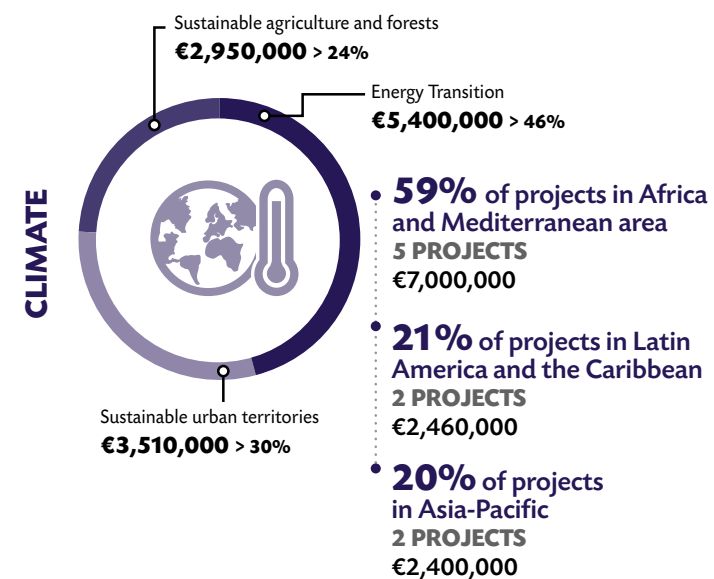 Sustainable agriculture and forests
€2,950,000 > 24%
Energy Transition
€5,400,000 > 46%
CLIMATE
59% of projects in Africa
and Mediterranean area
5 PROJECTS
€7,000,000
21% of projects in Latin
America and the Caribbean
2 PROJECTS
€2,460,000
Sustainable urban territories
€3,510,000 > 30%
20% of projects
in Asia-Pacific
2 PROJECTS
€2,400,000